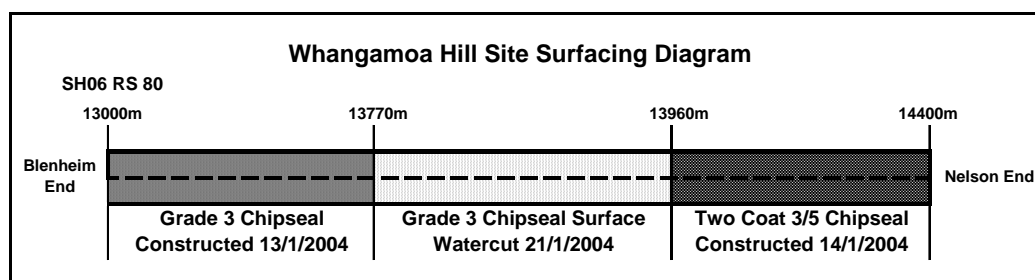 Whangamoa Hill Site Surfacing Diagram
SH06 RS 80
13000m 13770m 13960m 14400m
Blenheim
End
Nelson End
Grade 3 Chipseal
Constructed 13/1/2004
Grade 3 Chipseal Surface
Watercut 21/1/2004
Two Coat 3/5 Chipseal
Constructed 14/1/2004